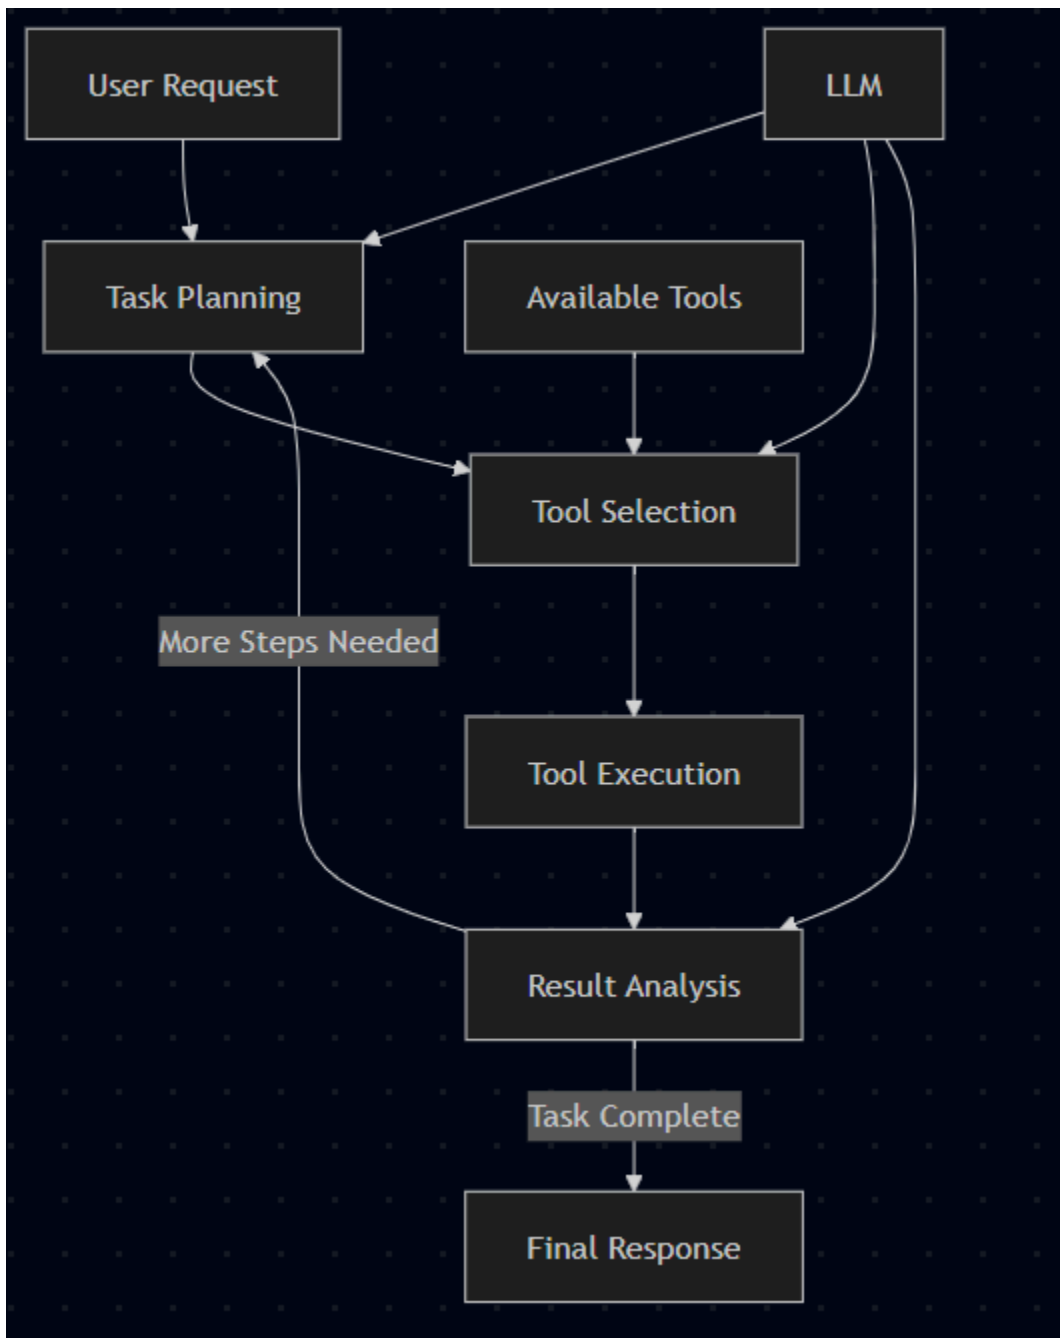 User Request
LLM
Task Planning
Available Tools
Tool Selection
More Steps Needed
Tool Execution
Result Analysis
Task Complete
Final Response